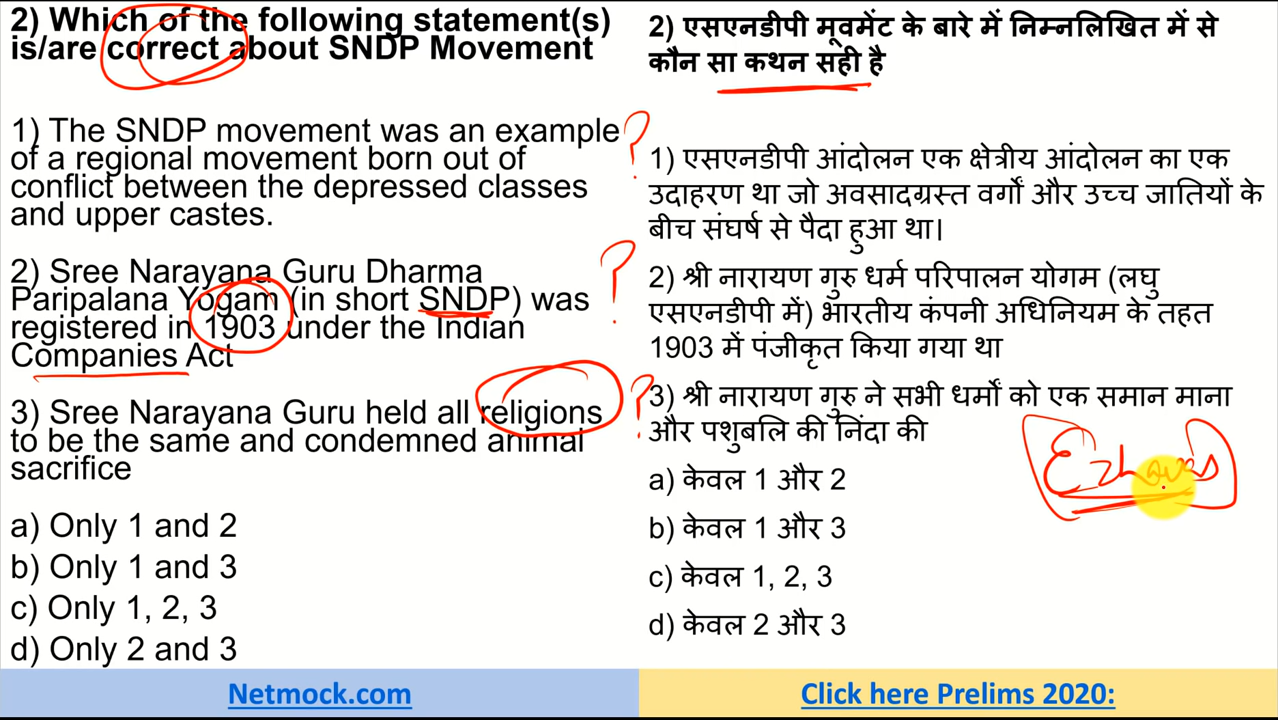 2) Which of the following statement(s)
is/are correct about SNDP Movement
1) The SNDP movement was an example
of a regional movement born out of
conflict between the depressed classes
and upper castes.
2) Sree Narayana Guru Dharma
Paripalana Yogam (in short SNDP) was
registered in 1903 under the Indian
Companies Act
3) Sree Narayana Guru held all religions
to be the same and condemned animal
sacrifice
a) Only 1 and 2
b) Only 1 and 3
c) Only 1, 2, 3
d) Only 2 and 3
2) एसएनडीपी मूवमेंट के बारे में निम्नलिखित में से
कौन सा कथन सही है
?
1) एसएनडीपी आंदोलन एक क्षेत्रीय आंदोलन का एक
उदाहरण था जो अवसादग्रस्त वर्गों और उच्च जातियों के
बीच संघर्ष से पैदा हुआ था।
?
2) श्री नारायण गुरु धर्म परिपालन योगम (लघु
एसएनडीपी में) भारतीय कंपनी अधिनियम के तहत
1903 में पंजीकृत किया गया था
?
3) श्री नारायण गुरु ने सभी धर्मों को एक समान माना
और पशुबलि की निंदा की
Ezhavas
a) केवल 1 और 2
b) केवल 1 और 3
c) केवल 1, 2, 3
d) केवल 2 और 3
Netmock.com
Click here Prelims 2020: